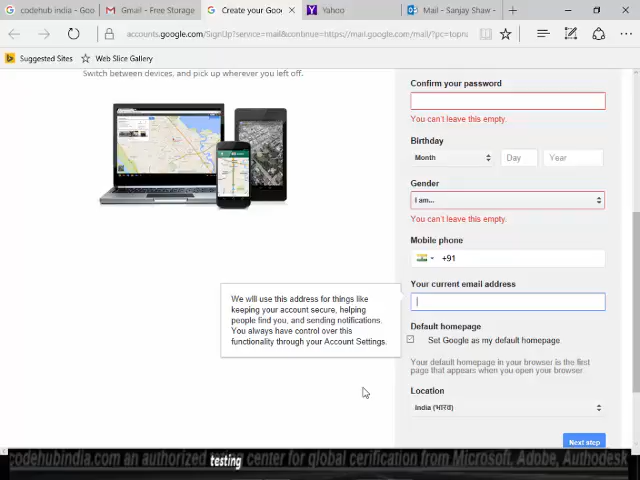 codehub india - Goo
Gmail - Free Storage
Create your Goo
Yahoo
Mail - Sanjay Shaw -
accounts.google.com/SignUp?service=mail&continue=https://mail.google.com/mail/?pc=topna
Suggested Sites
Web Slice Gallery
Switch between devices, and pick up wherever you left off.
Confirm your password
You can't leave this empty.
Birthday
Month Day Year
Gender
I am...
You can't leave this empty.
Mobile phone
+91
Your current email address
We will use this address for things like
keeping your account secure, helping
people find you, and sending notifications.
You always have control over this
functionality through your Account Settings.
Default homepage
Set Google as my default homepage
Your default homepage in your browser is the first
page that appears when you open your browser
Location
India (भारत)
Next step
codehubindia.com an authorized testing center for global cerification from Microsoft, Adobe, Authodesk